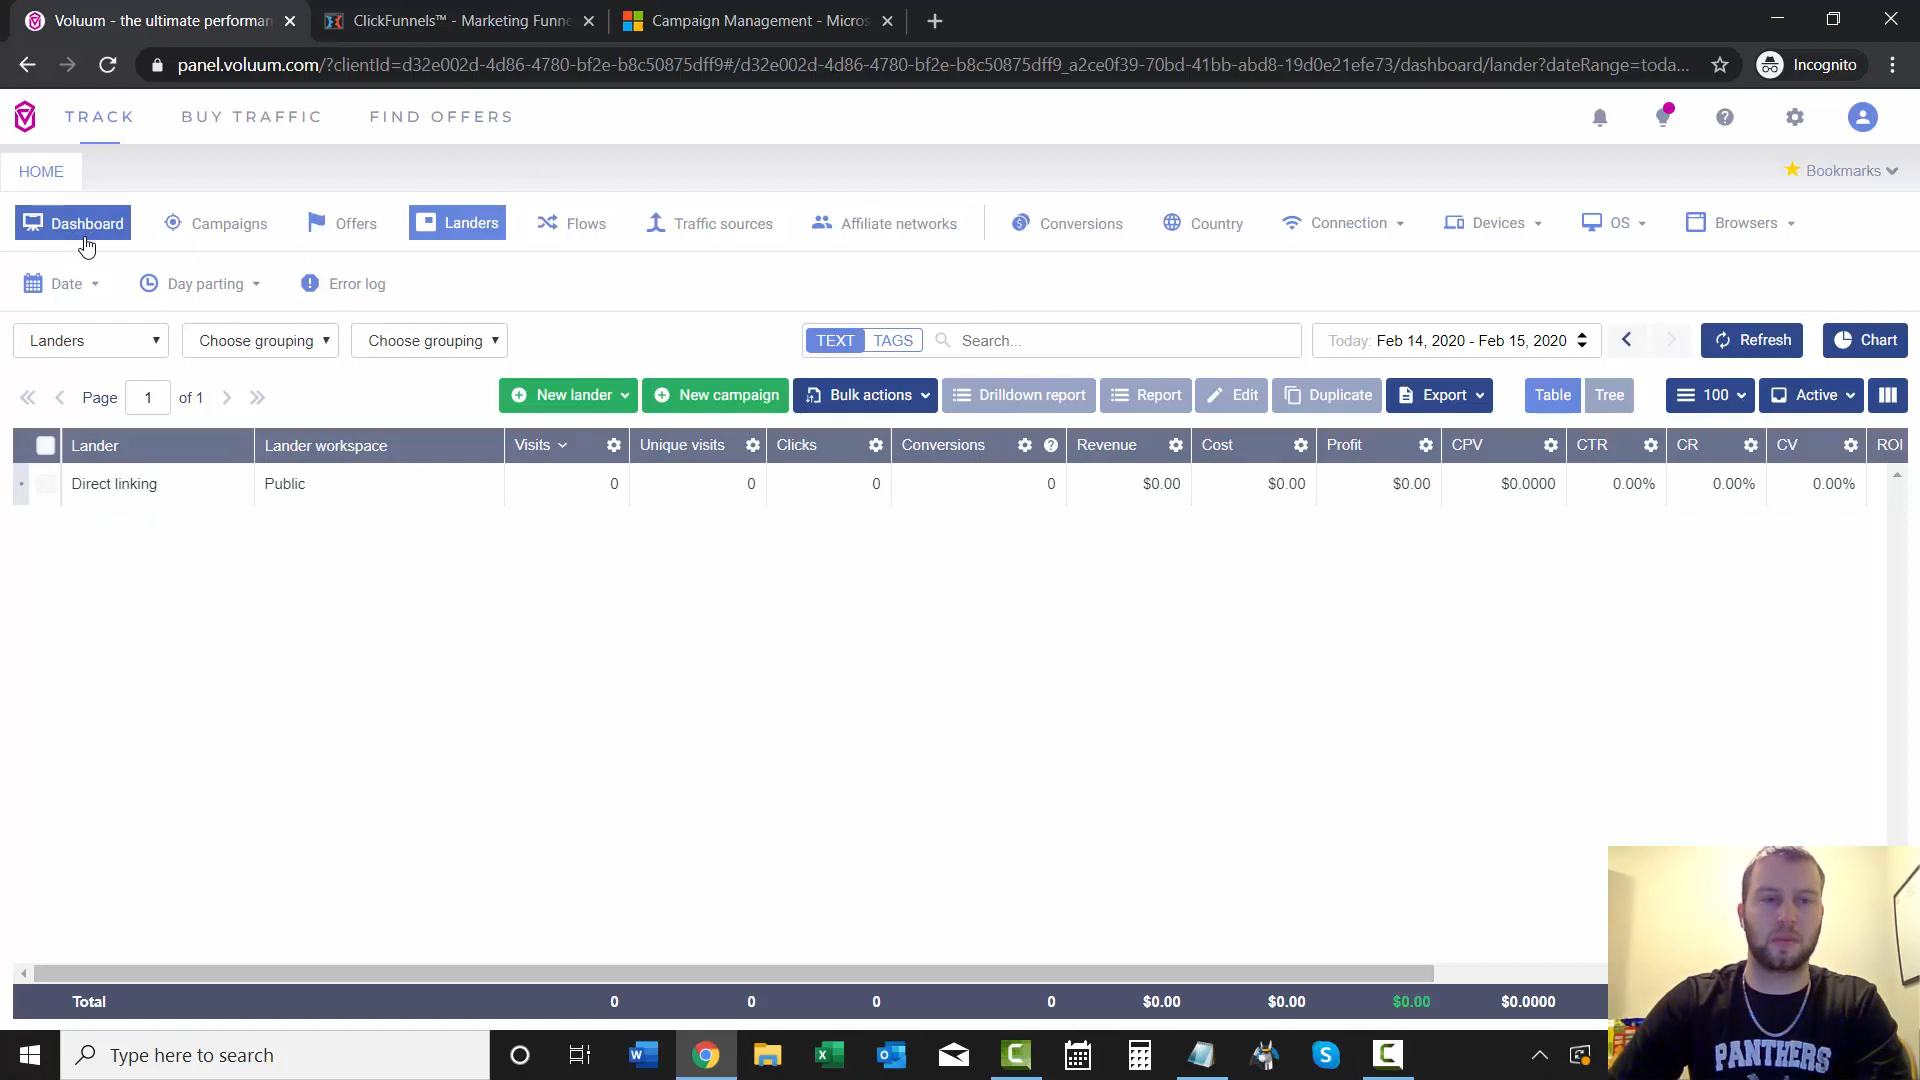 Voluum - the ultimate performan
ClickFunnels™ - Marketing Funne
Campaign Management - Micros
panel.voluum.com/?clientId=d32e002d-4d86-4780-bf2e-b8c50875dff9#/d32e002d-4d86-4780-bf2e-b8c50875dff9_a2ce0f39-70bd-41bb-abd8-19d0e21efe73/dashboard/lander?dateRange=toda...
Incognito
TRACK BUY TRAFFIC FIND OFFERS
HOME
Bookmarks
Dashboard Campaigns Offers Landers Flows Traffic sources Affiliate networks Conversions Country Connection Devices OS Browsers
Date Day parting Error log
Landers Choose grouping Choose grouping TEXT TAGS Search... Today: Feb 14, 2020 - Feb 15, 2020 Refresh Chart
Page 1 of 1 New lander New campaign Bulk actions Drilldown report Report Edit Duplicate Export Table Tree 100 Active
Lander Lander workspace Visits Unique visits Clicks Conversions Revenue Cost Profit CPV CTR CR CV ROI
Direct linking Public 0 0 0 0 $0.00 $0.00 $0.00 $0.0000 0.00% 0.00% 0.00%
Total 0 0 0 0 $0.00 $0.00 $0.00 $0.0000
Type here to search
PANTHERS